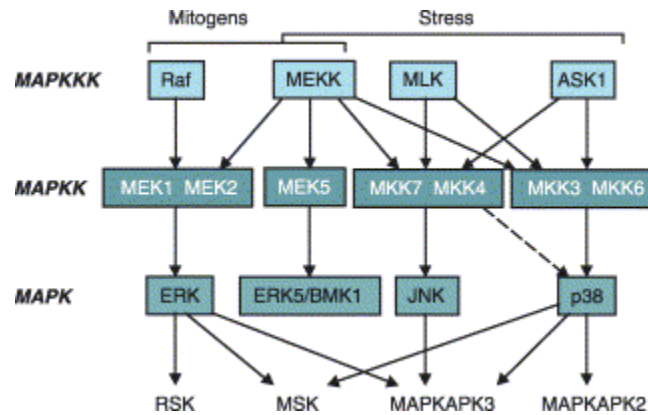 Mitogens Stress
MAPKKK Raf MEKK MLK ASK1
MAPKK MEK1 MEK2 MEK5 MKK7 MKK4 MKK3 MKK6
MAPK ERK ERK5/BMK1 JNK p38
RSK MSK MAPKAPK3 MAPKAPK2